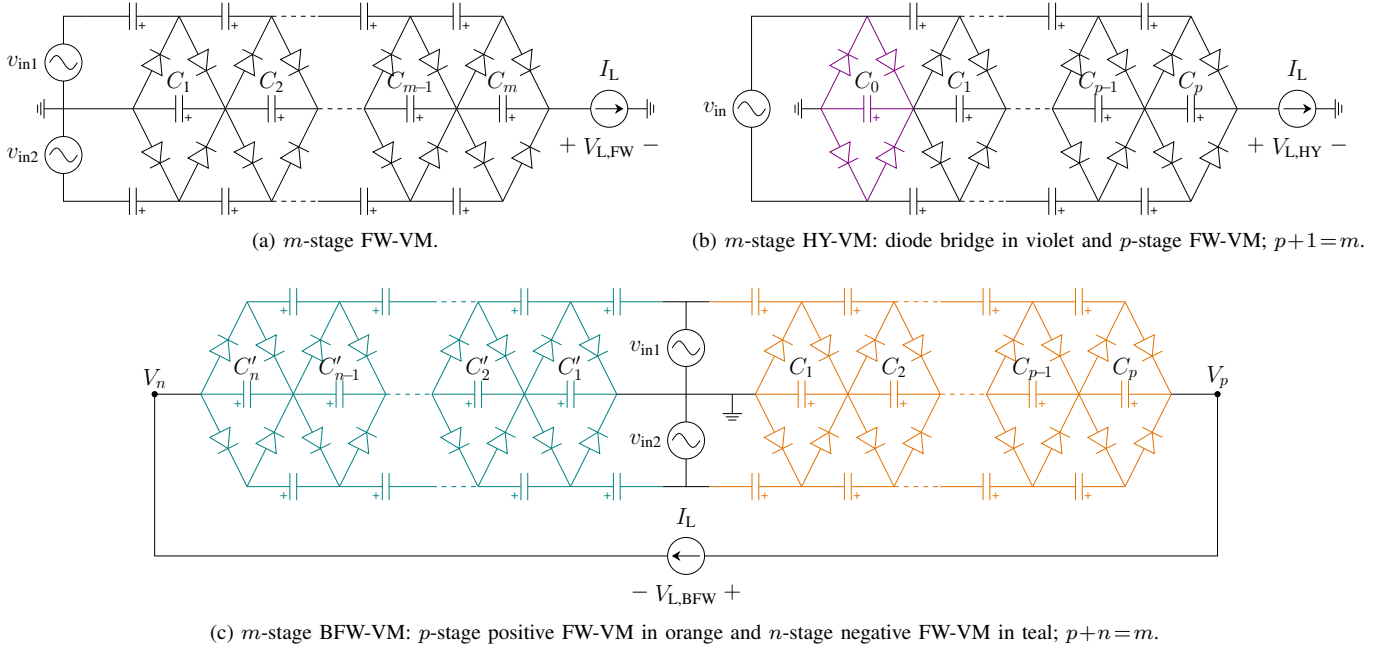 v_in1
v_in2
C_1 C_2 C_m−1 C_m
I_L
+ V_L,FW −
(a) m-stage FW-VM.
v_in
C_0 C_1 C_p−1 C_p
I_L
+ V_L,HY −
(b) m-stage HY-VM: diode bridge in violet and p-stage FW-VM; p+1=m.
V_n
C′_n C′_n−1 C′_2 C′_1
v_in1
v_in2
C_1 C_2 C_p−1 C_p
V_p
I_L
− V_L,BFW +
(c) m-stage BFW-VM: p-stage positive FW-VM in orange and n-stage negative FW-VM in teal; p+n=m.